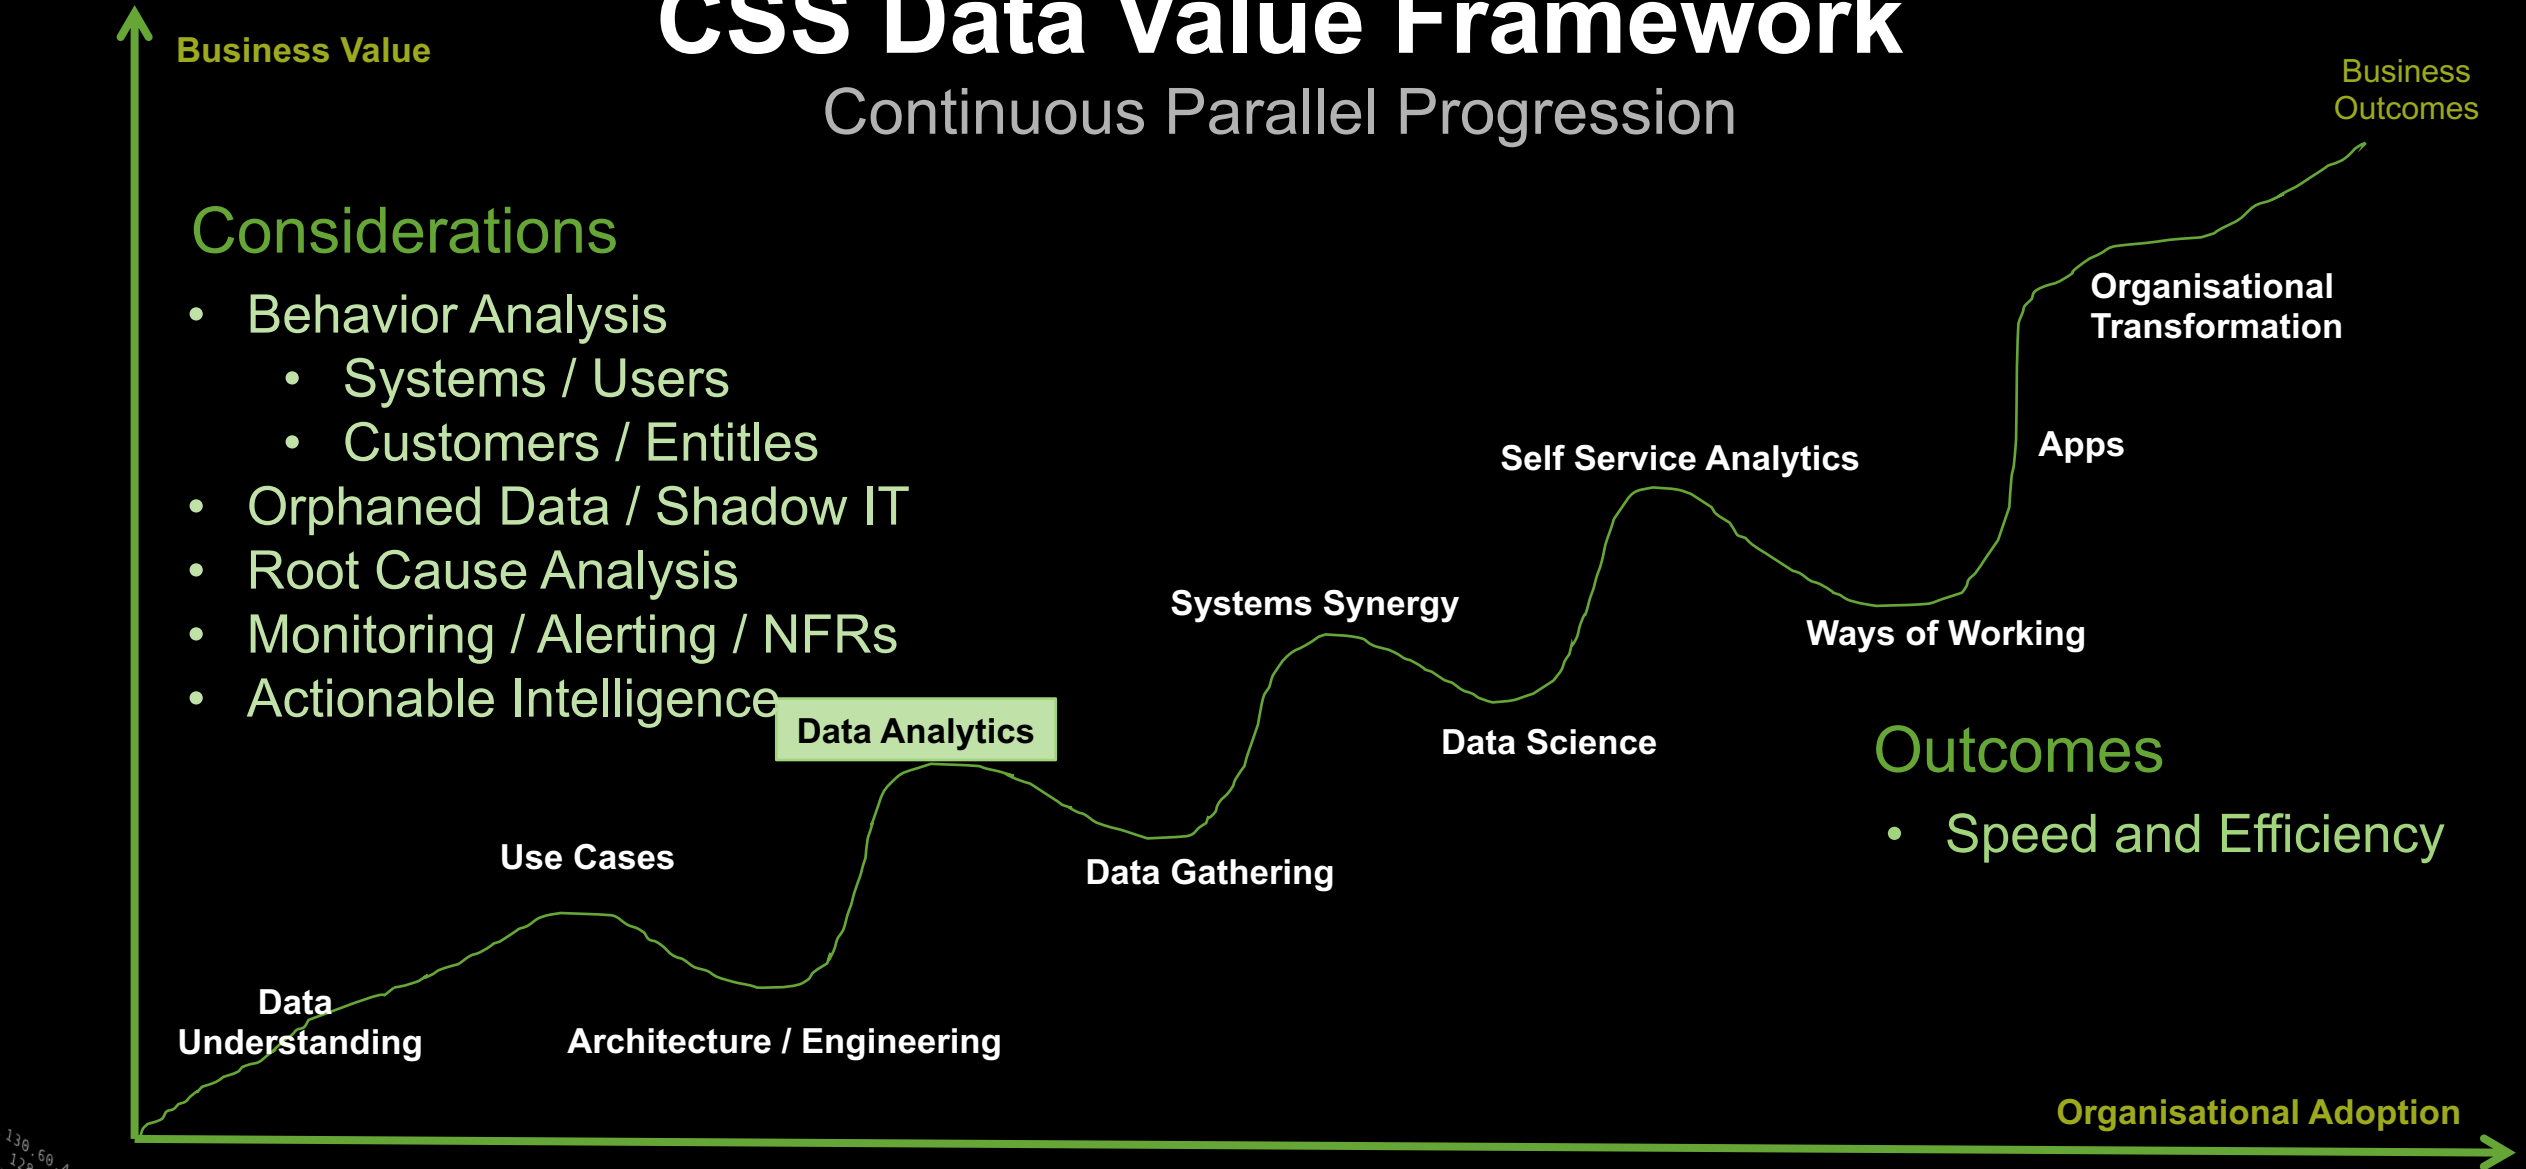 CSS Data Value Framework
Continuous Parallel Progression
Business Value
Business
Outcomes
Considerations
• Behavior Analysis
• Systems / Users
• Customers / Entitles
• Orphaned Data / Shadow IT
• Root Cause Analysis
• Monitoring / Alerting / NFRs
• Actionable Intelligence
Data Analytics
Organisational
Transformation
Apps
Self Service Analytics
Systems Synergy
Ways of Working
Data Science
Outcomes
• Speed and Efficiency
Use Cases
Data Gathering
Data
Understanding
Architecture / Engineering
Organisational Adoption